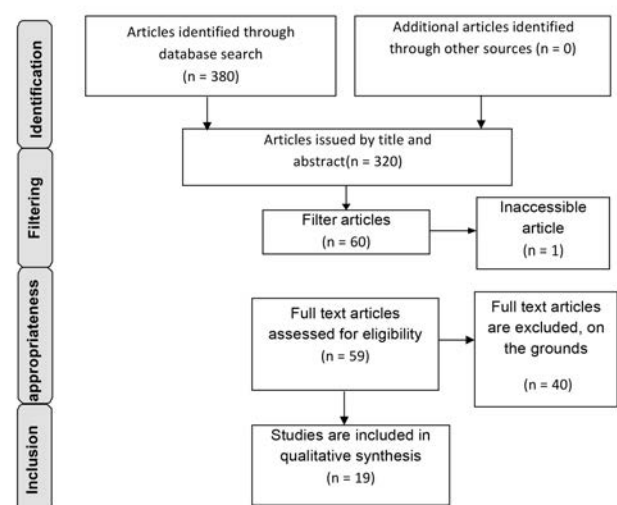 Identification
Articles identified through
database search
(n = 380)
Additional articles identified
through other sources (n = 0)
Articles issued by title and
abstract(n = 320)
Filtering
Filter articles
(n = 60)
Inaccessible
article
(n = 1)
appropriateness
Full text articles
assessed for eligibility
(n = 59)
Full text articles
are excluded, on
the grounds
(n = 40)
Inclusion
Studies are included in
qualitative synthesis
(n = 19)